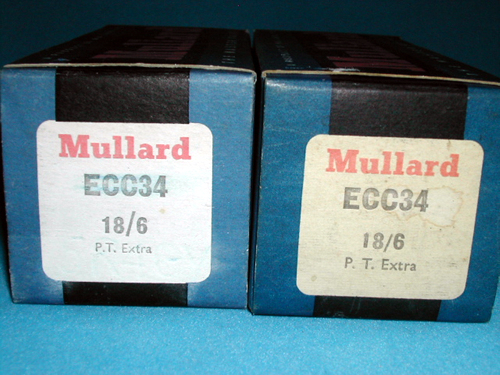 Mullard
ECC34
18/6
P.T. Extra
Mullard
ECC34
18/6
P. T. Extra